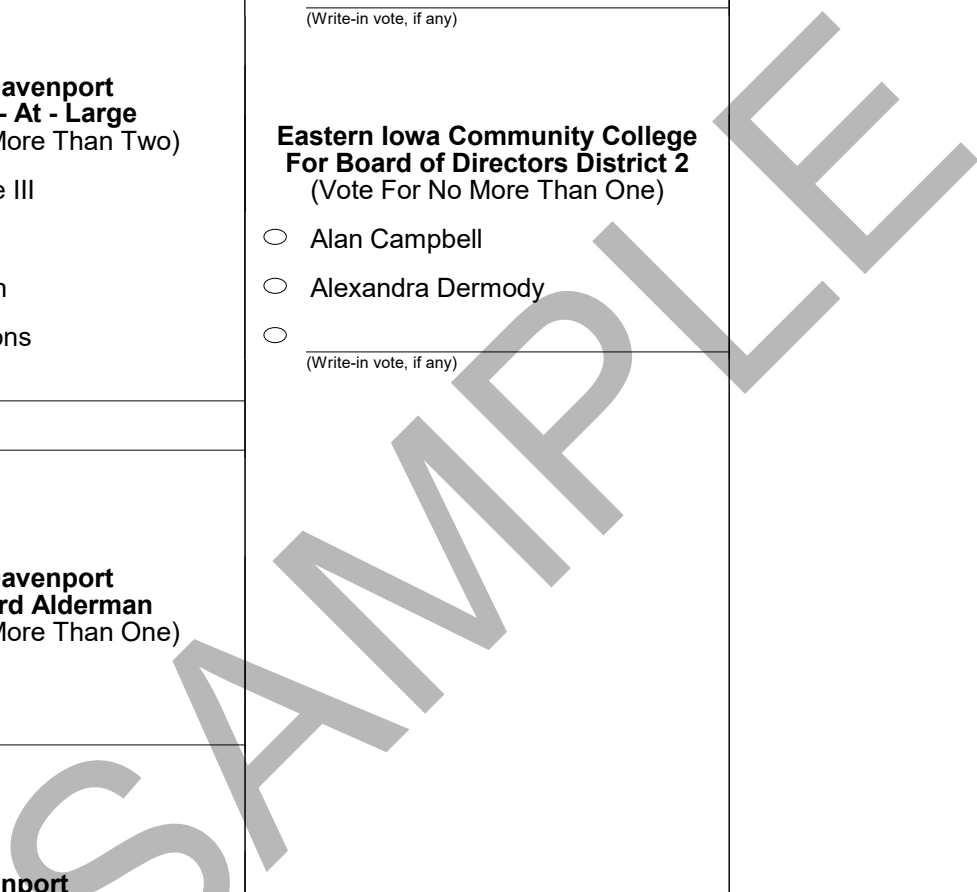 avenport
- At - Large
More Than Two)
e III
n
ons
avenport
rd Alderman
More Than One)
nport
(Write-in vote, if any)
Eastern Iowa Community College
For Board of Directors District 2
(Vote For No More Than One)
Alan Campbell
Alexandra Dermody
(Write-in vote, if any)
SAMPLE